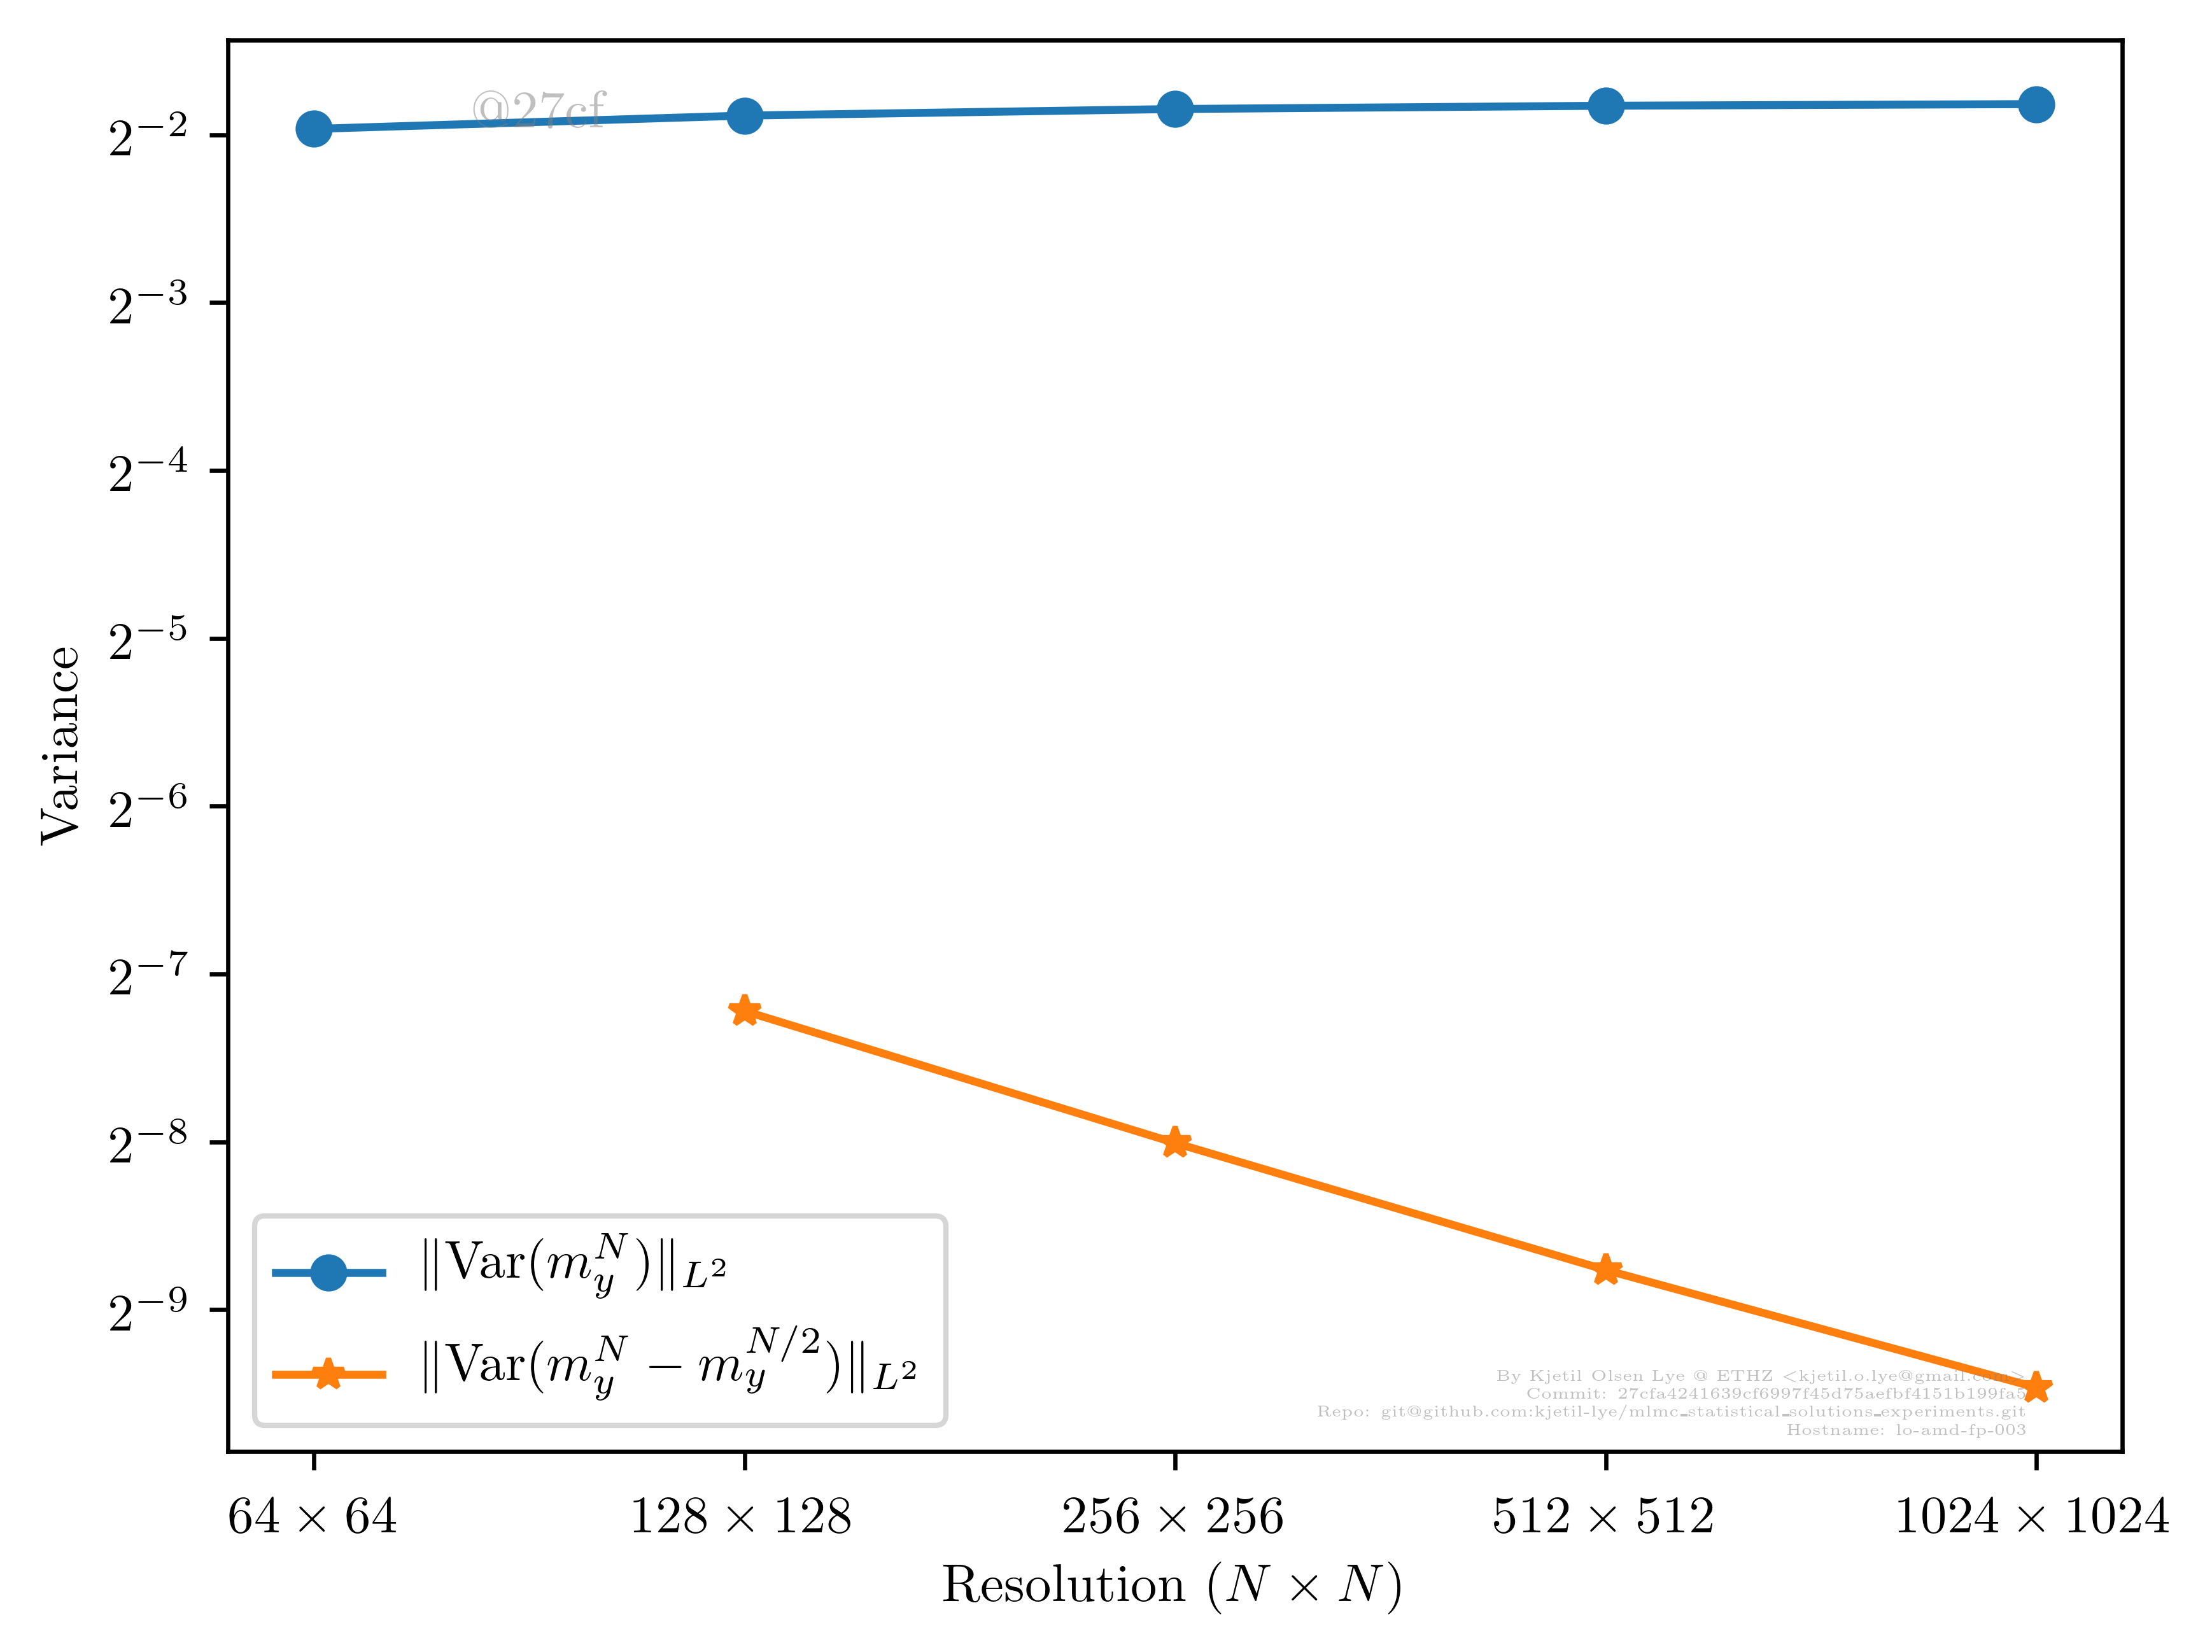 @27cf
2⁻²
2⁻³
2⁻⁴
2⁻⁵
2⁻⁶
2⁻⁷
2⁻⁸
2⁻⁹
Variance
‖Var(m_y^N)‖_{L²}
‖Var(m_y^N − m_y^{N/2})‖_{L²}
By Kjetil Olsen Lye @ ETHZ <kjetil.o.lye@gmail.com>
Commit: 27cfa4241639cf6997f45d75aefbf4151b199fa5
Repo: git@github.com:kjetil-lye/mlmc_statistical_solutions_experiments.git
Hostname: lo-amd-fp-003
64 × 64 128 × 128 256 × 256 512 × 512 1024 × 1024
Resolution (N × N)